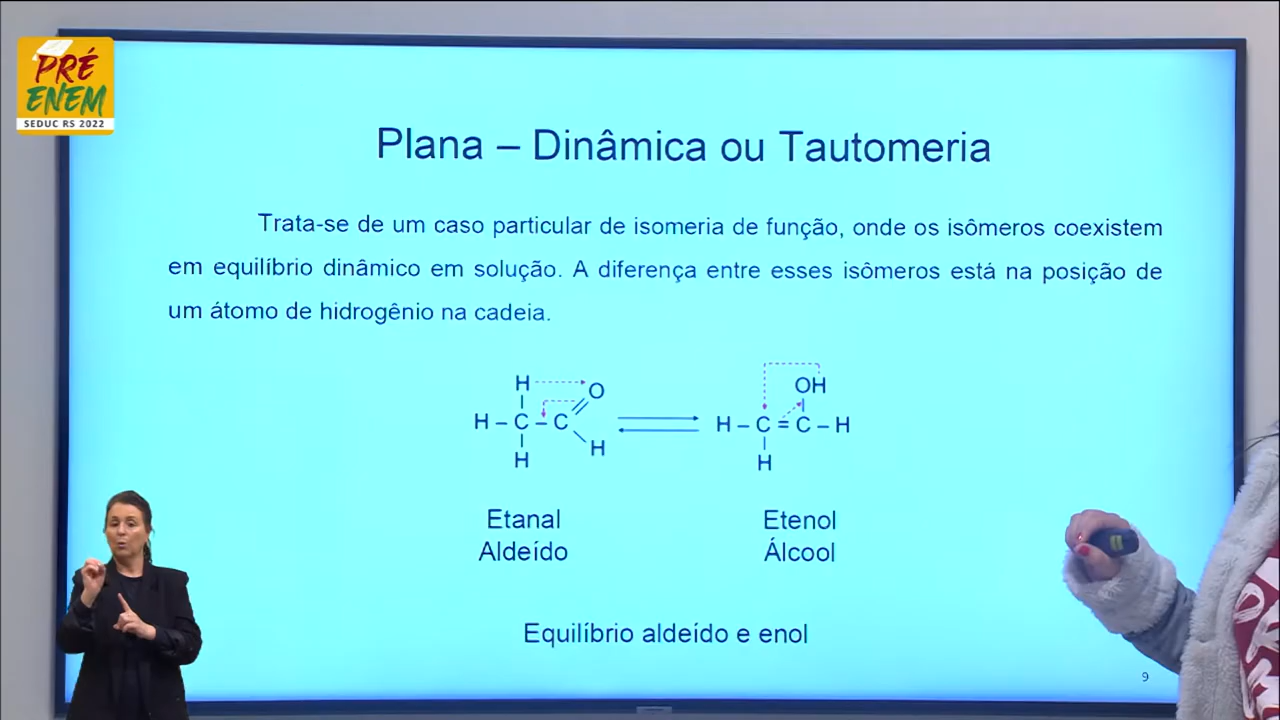 PRÉ
ENEM
SEDUC RS 2022
Plana – Dinâmica ou Tautomeria
Trata-se de um caso particular de isomeria de função, onde os isômeros coexistem
em equilíbrio dinâmico em solução. A diferença entre esses isômeros está na posição de
um átomo de hidrogênio na cadeia.
H O OH
H – C – C H – C = C – H
H H H
Etanal Etenol
Aldeído Álcool
Equilíbrio aldeído e enol
9